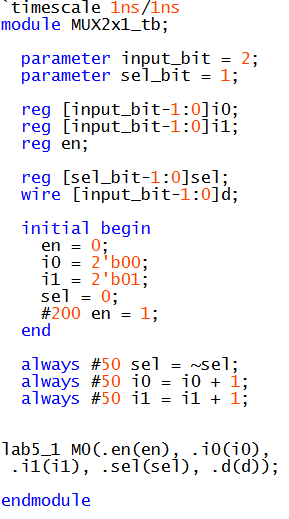 `timescale 1ns/1ns
module MUX2x1_tb;
parameter input_bit = 2;
parameter sel_bit = 1;
reg [input_bit-1:0]i0;
reg [input_bit-1:0]i1;
reg en;
reg [sel_bit-1:0]sel;
wire [input_bit-1:0]d;
initial begin
en = 0;
i0 = 2'b00;
i1 = 2'b01;
sel = 0;
#200 en = 1;
end
always #50 sel = ~sel;
always #50 i0 = i0 + 1;
always #50 i1 = i1 + 1;
lab5_1 M0(.en(en), .i0(i0),
.i1(i1), .sel(sel), .d(d));
endmodule